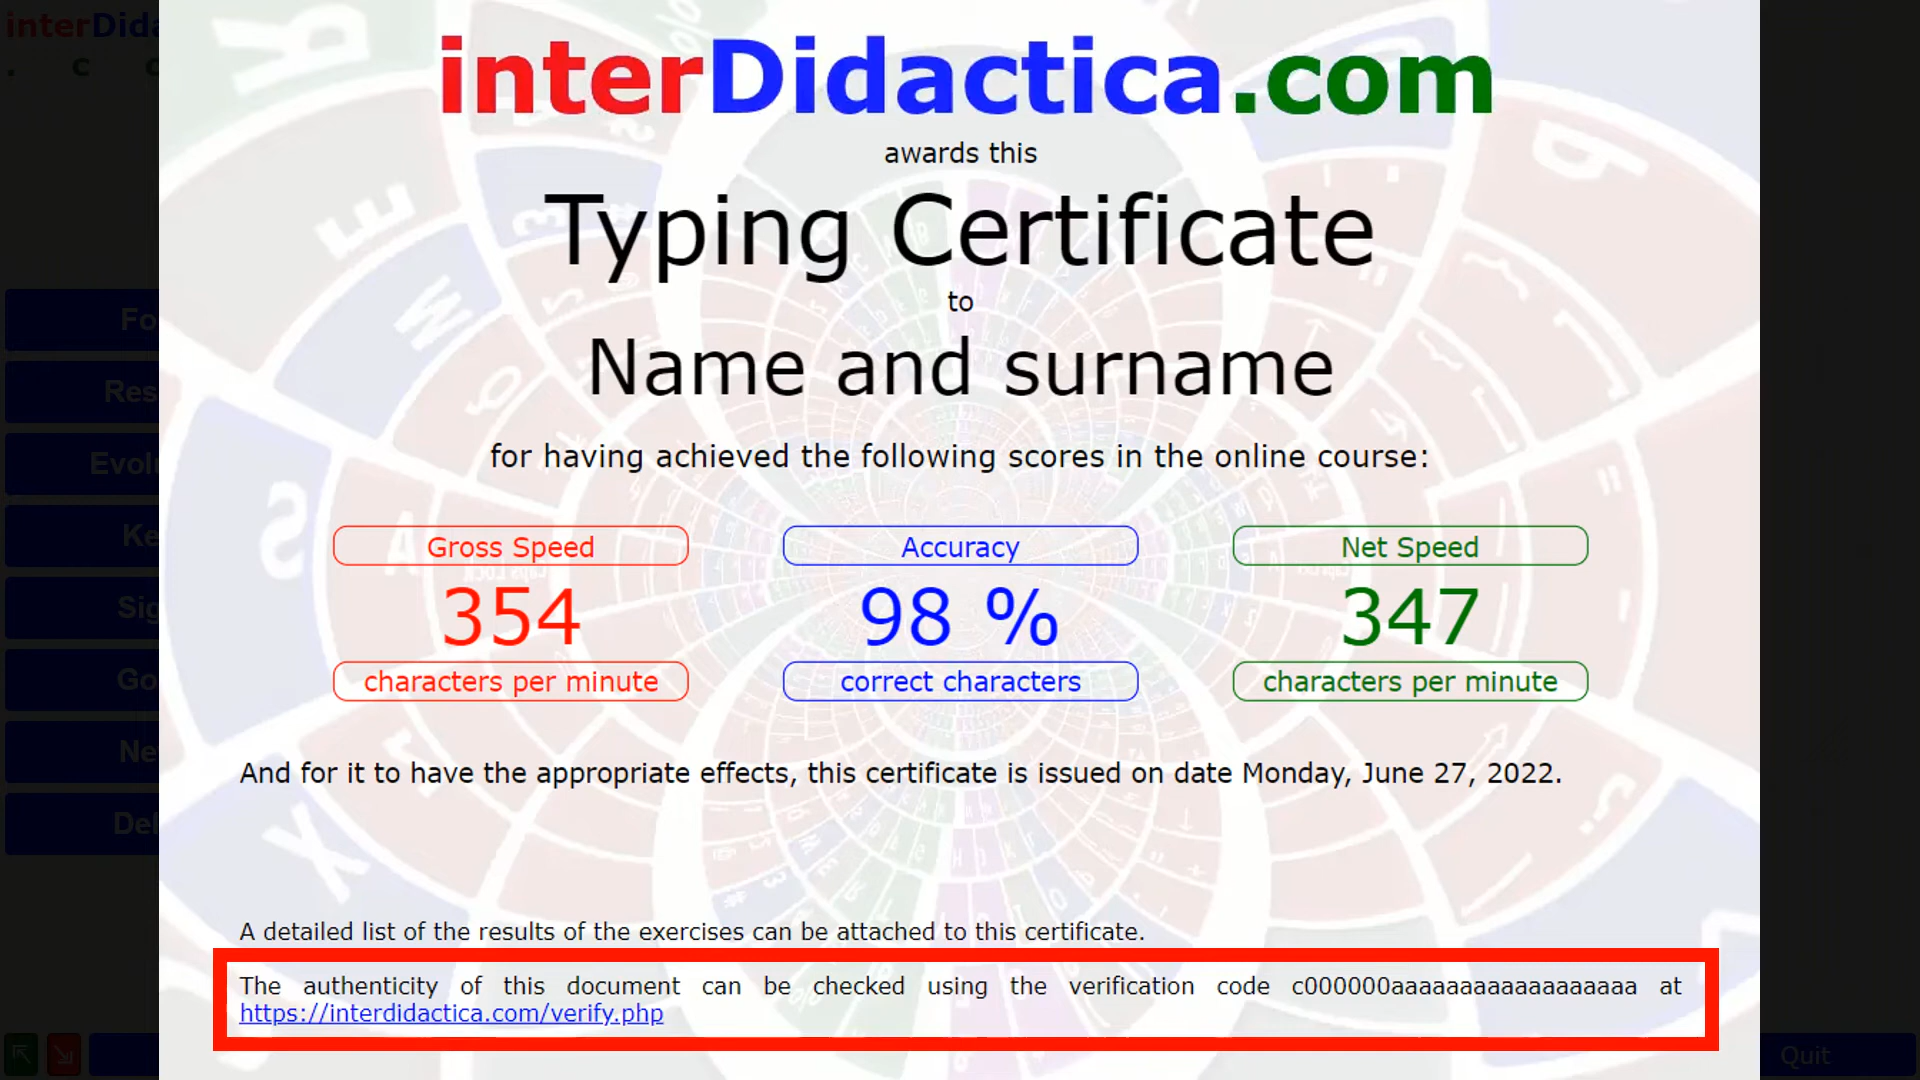 interDidactica.com
awards this
Typing Certificate
to
Name and surname
for having achieved the following scores in the online course:
Gross Speed
354
characters per minute
Accuracy
98 %
correct characters
Net Speed
347
characters per minute
And for it to have the appropriate effects, this certificate is issued on date Monday, June 27, 2022.
A detailed list of the results of the exercises can be attached to this certificate.
The authenticity of this document can be checked using the verification code c000000aaaaaaaaaaaaaaaaaa at
https://interdidactica.com/verify.php
Quit